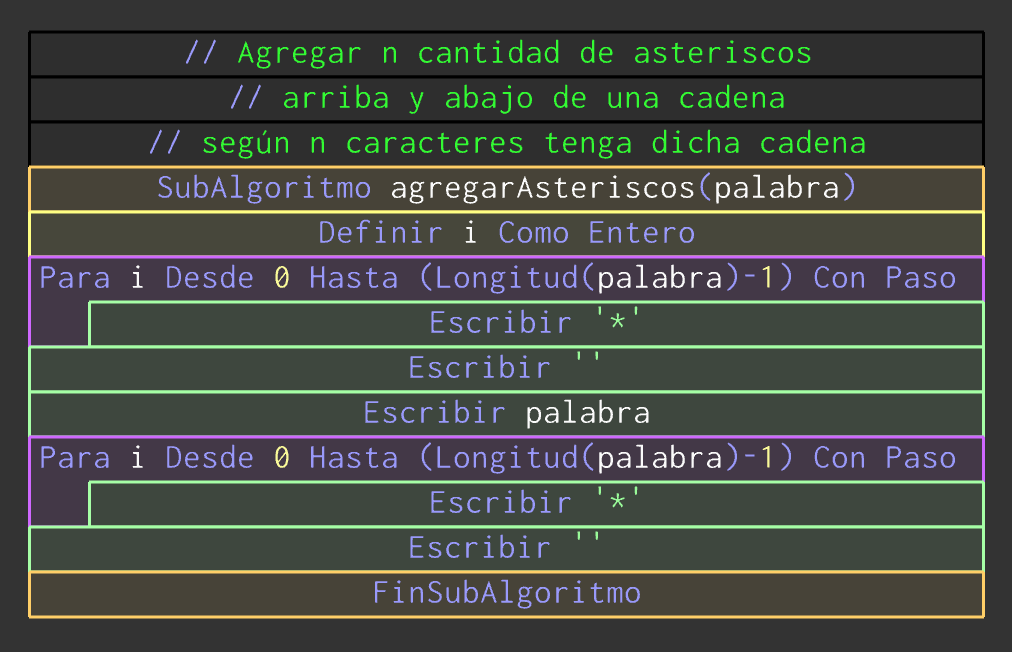 // Agregar n cantidad de asteriscos
// arriba y abajo de una cadena
// según n caracteres tenga dicha cadena
SubAlgoritmo agregarAsteriscos(palabra)
Definir i Como Entero
Para i Desde 0 Hasta (Longitud(palabra)-1) Con Paso
Escribir '*'
Escribir ''
Escribir palabra
Para i Desde 0 Hasta (Longitud(palabra)-1) Con Paso
Escribir '*'
Escribir ''
FinSubAlgoritmo